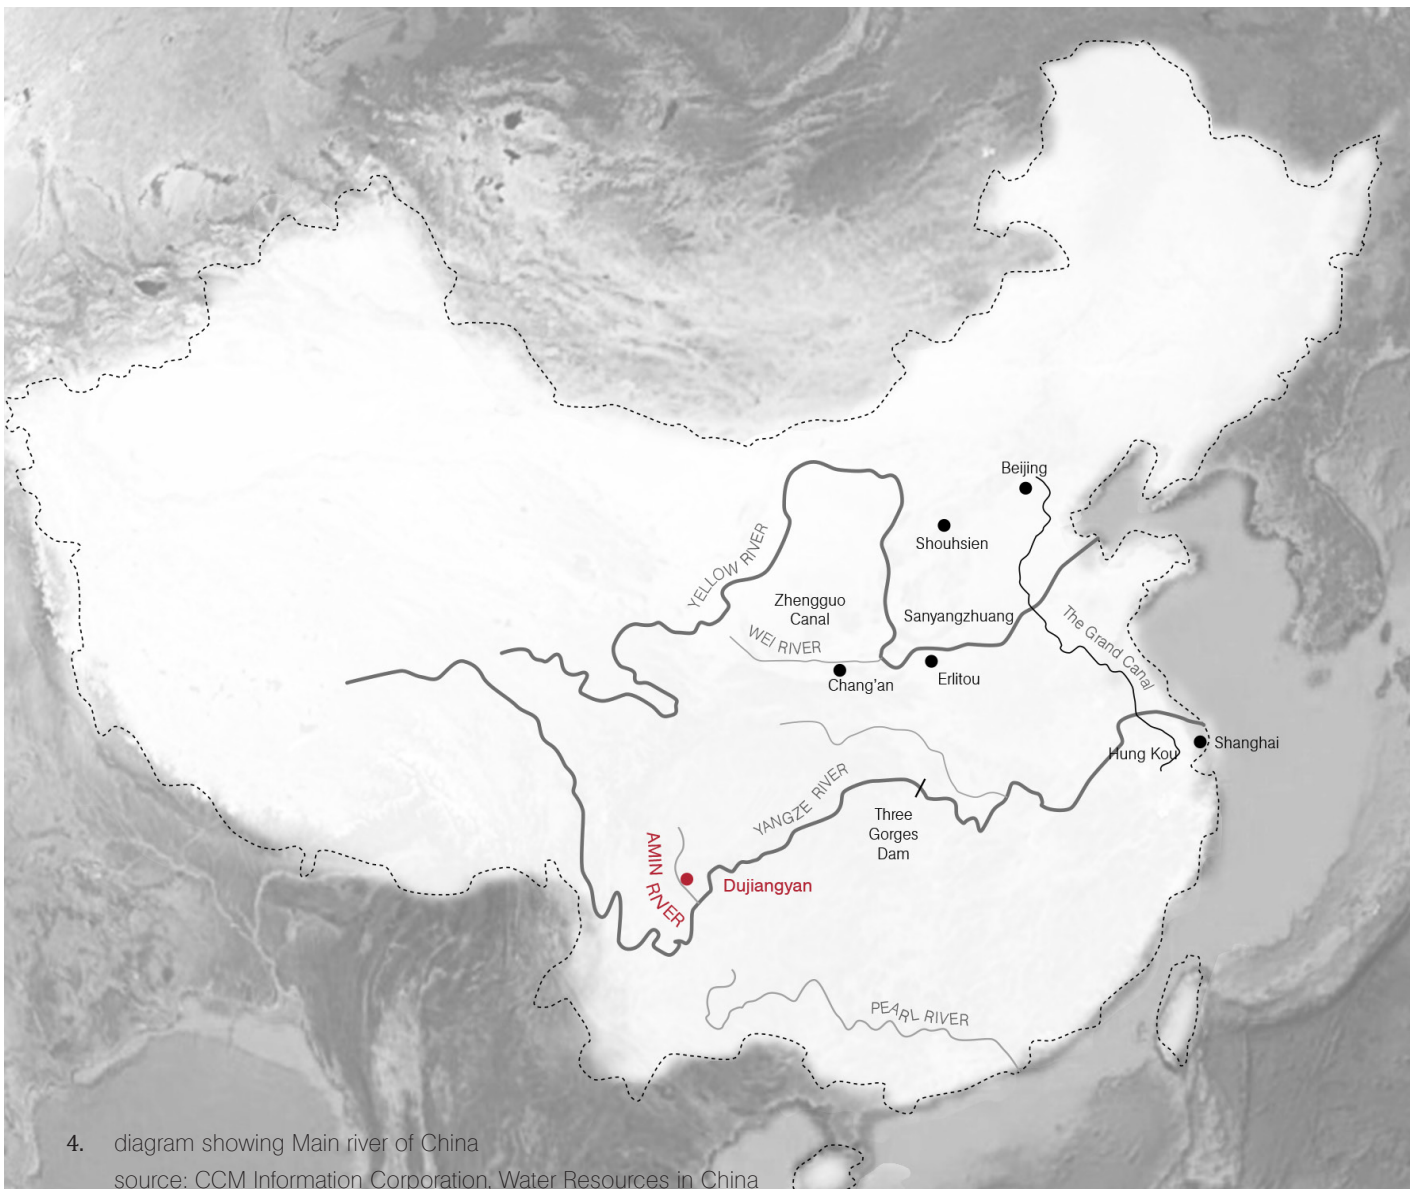 Beijing
Shouhsien
YELLOW RIVER
Zhengguo
Canal
Sanyangzhuang
WEI RIVER
The Grand Canal
Chang'an
Erlitou
Hung Kou
Shanghai
YANGZE RIVER
Three
Gorges
Dam
AMIN RIVER
Dujiangyan
PEARL RIVER
4. diagram showing Main river of China
source: CCM Information Corporation, Water Resources in China